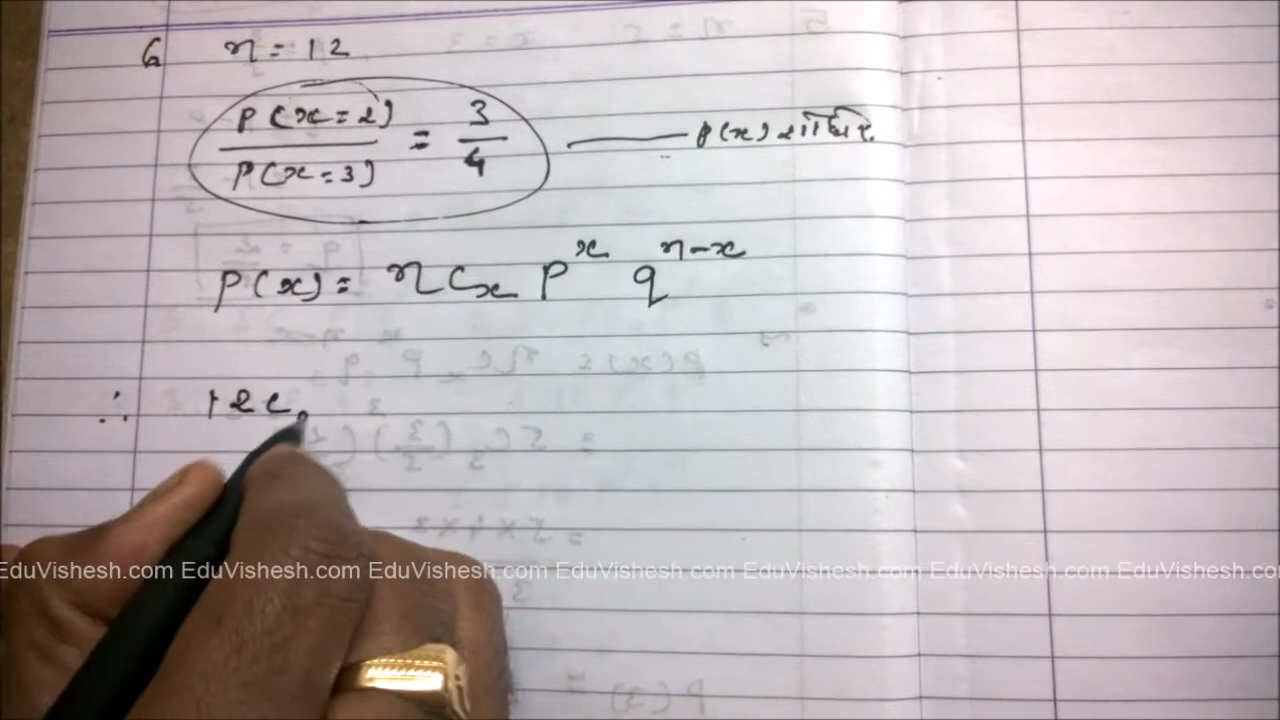 6 n = 12
P(x=2) / P(x=3) = 3/4 —— P(x)
P(x) = nCx p^x q^n-x
∴ 12C
EduVishesh.com EduVishesh.com EduVishesh.com EduVishesh.com EduVishesh.com EduVishesh.com EduVishesh.com